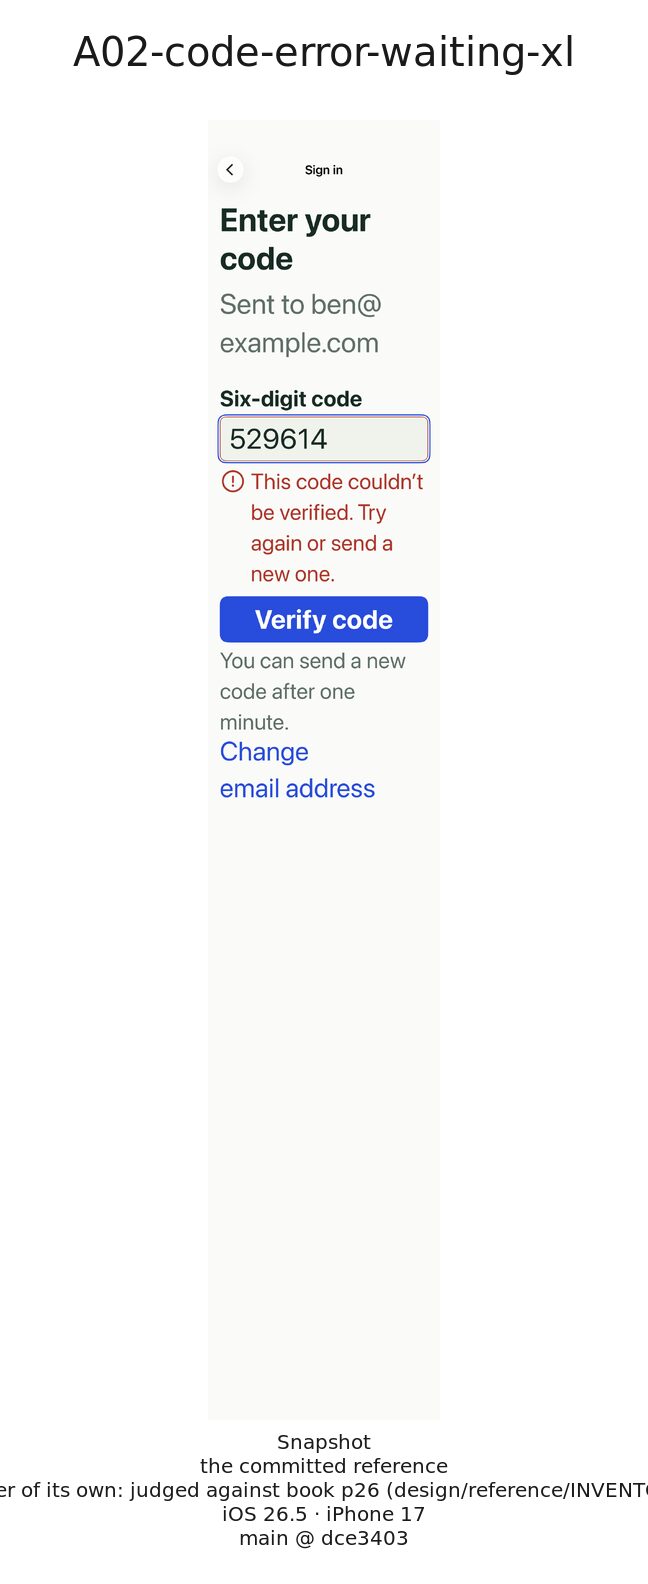 A02-code-error-waiting-xl
Sign in
Enter your
code
Sent to ben@
example.com
Six-digit code
529614
This code couldn’t
be verified. Try
again or send a
new one.
Verify code
You can send a new
code after one
minute.
Change
email address
Snapshot
the committed reference
of its own: judged against book p26 (design/reference/
iOS 26.5 · iPhone 17
main @ dce3403